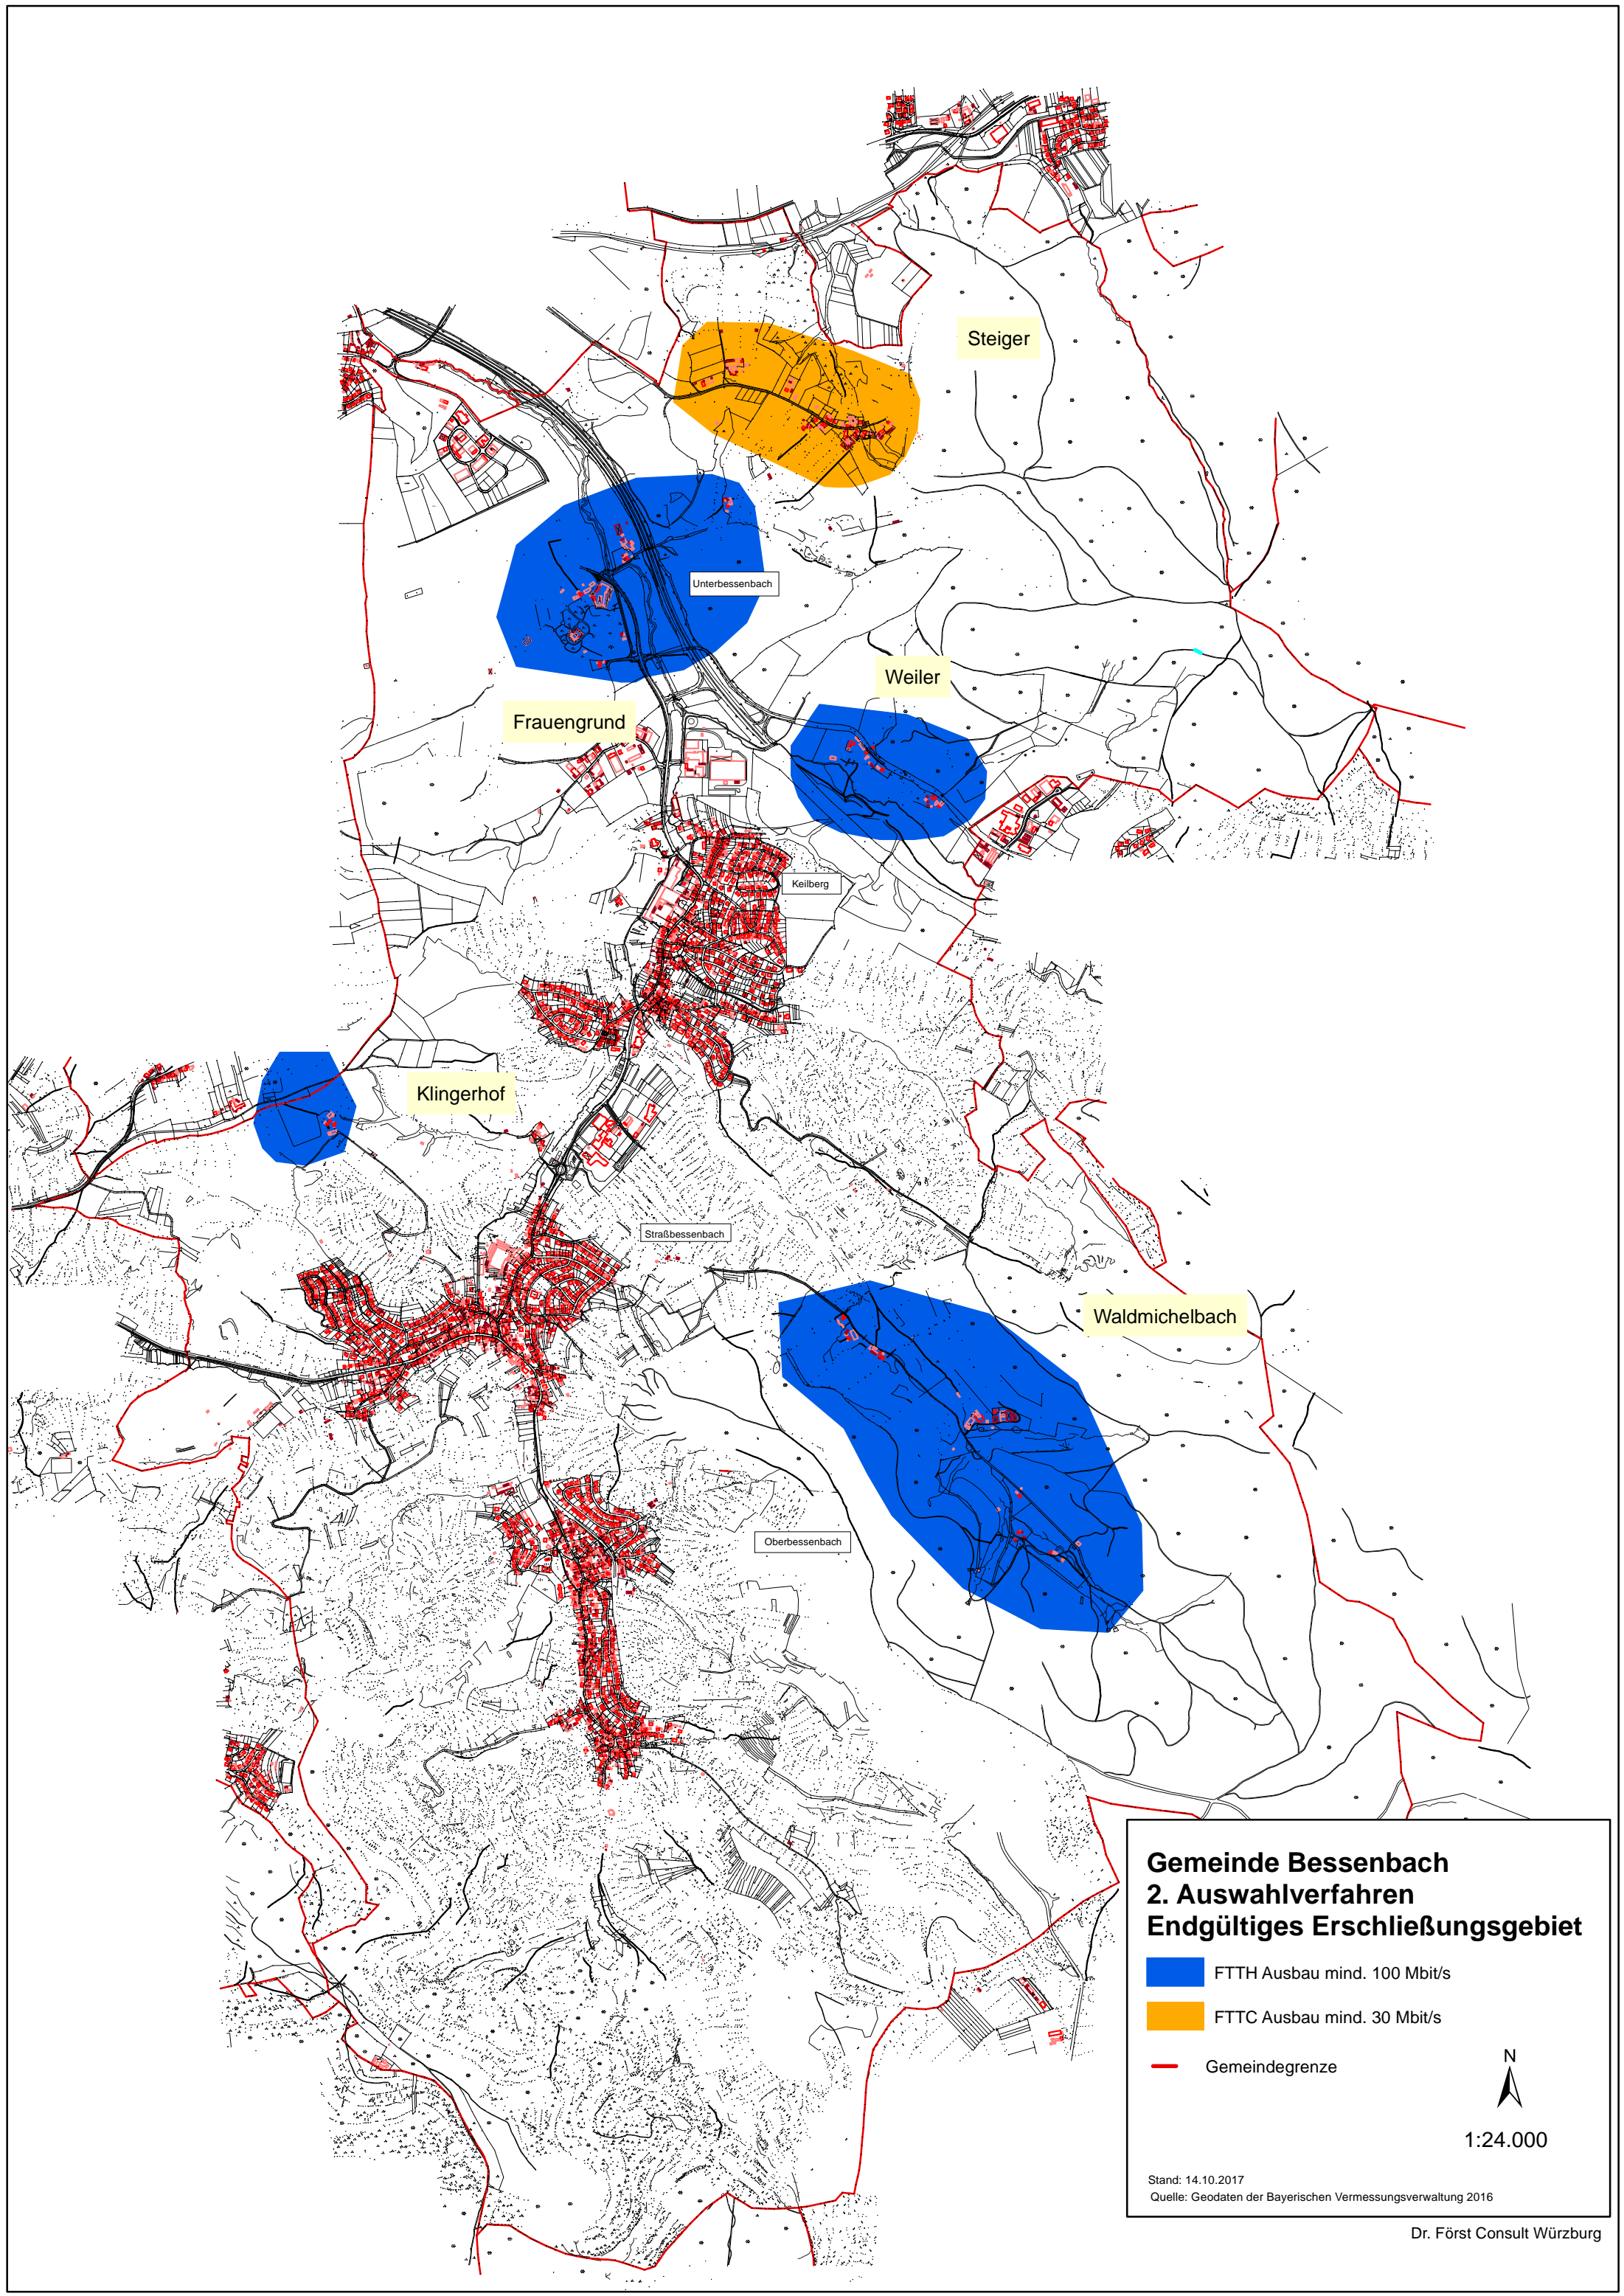 Steiger
Unterbessenbach
Weiler
Frauengrund
Keilberg
Klingerhof
Straßbessenbach
Waldmichelbach
Oberbessenbach
Gemeinde Bessenbach
2. Auswahlverfahren
Endgültiges Erschließungsgebiet
FTTH Ausbau mind. 100 Mbit/s
FTTC Ausbau mind. 30 Mbit/s
Gemeindegrenze
N
1:24.000
Stand: 14.10.2017
Quelle: Geodaten der Bayerischen Vermessungsverwaltung 2016
Dr. Först Consult Würzburg